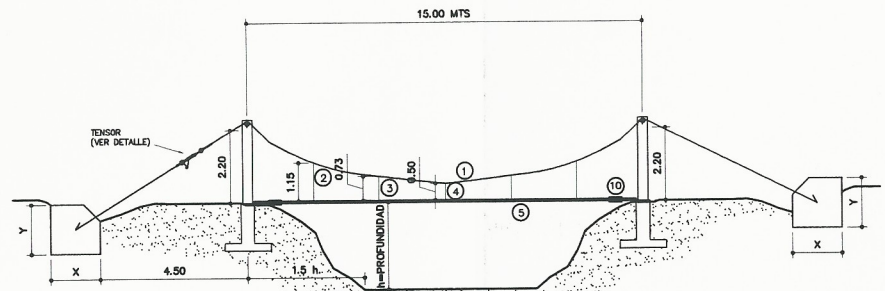 15.00 MTS
TENSOR
(VER DETALLE)
2.20
1.15
2
0.73
3
0.50
4
1
5
10
2.20
h=PROFUNDIDAD
Y
X
4.50
1.5 h.
Y
X